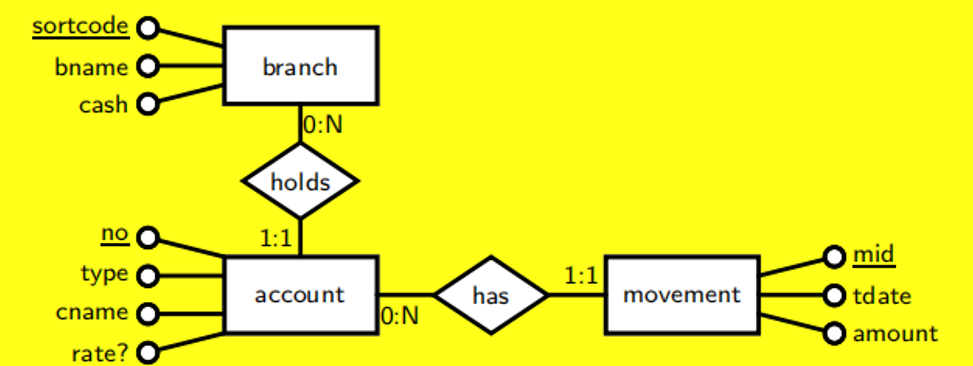 sortcode
bname
cash
branch
0:N
holds
1:1
no
type
cname
rate?
account
0:N
has
1:1
movement
mid
tdate
amount